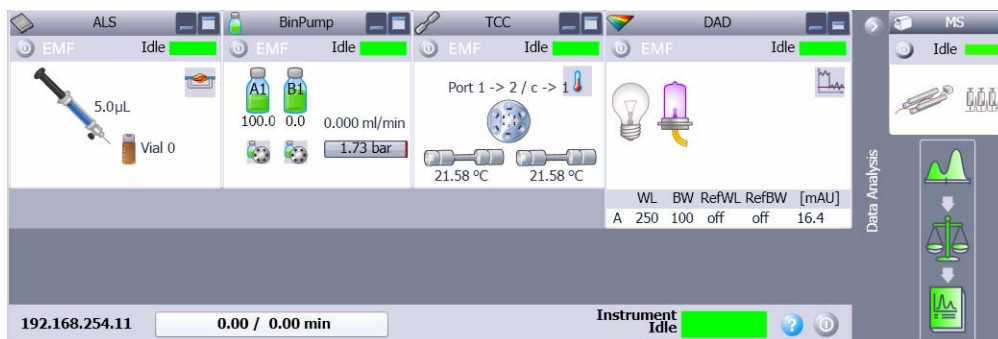 ALS
BinPump
TCC
DAD
MS
EMF Idle
EMF Idle
EMF Idle
EMF Idle
Idle
5.0µL
Vial 0
A1 B1
100.0 0.0
0.000 ml/min
1.73 bar
Port 1 -> 2 / c -> 1
21.58 °C 21.58 °C
WL BW RefWL RefBW [mAU]
A 250 100 off off 16.4
Data Analysis
192.168.254.11
0.00 / 0.00 min
Instrument
Idle
?